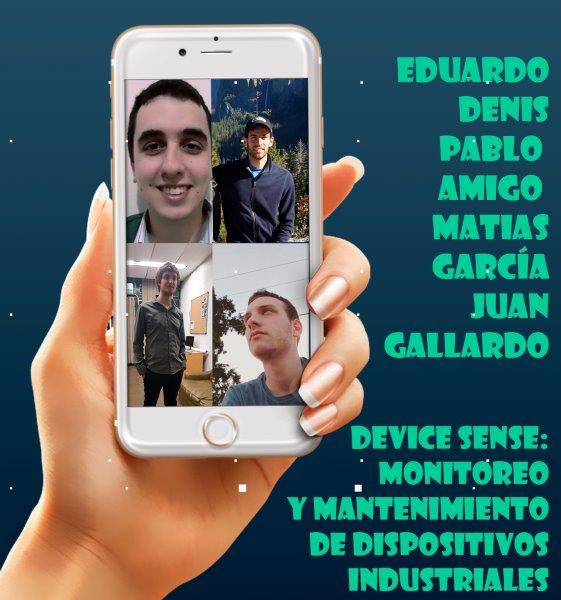 EDUARDO
DENIS
PABLO
AMIGO
MATIAS
GARCÍA
JUAN
GALLARDO
DEVICE SENSE:
MONITOREO
Y MANTENIMIENTO
DE DISPOSITIVOS
INDUSTRIALES